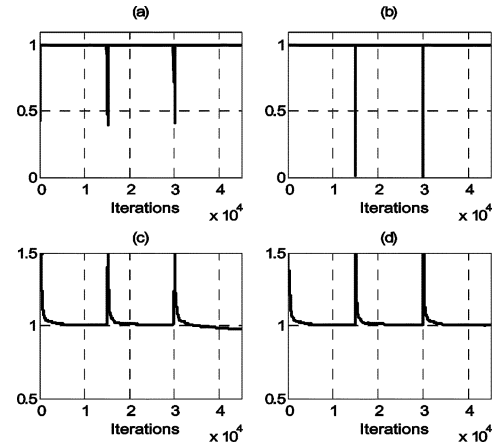 (a) (b)
1 1
0.5 0.5
0 0
0 1 2 3 4 0 1 2 3 4
Iterations Iterations
x 10^4 x 10^4
(c) (d)
1.5 1.5
1 1
0.5 0.5
0 1 2 3 4 0 1 2 3 4
Iterations Iterations
x 10^4 x 10^4